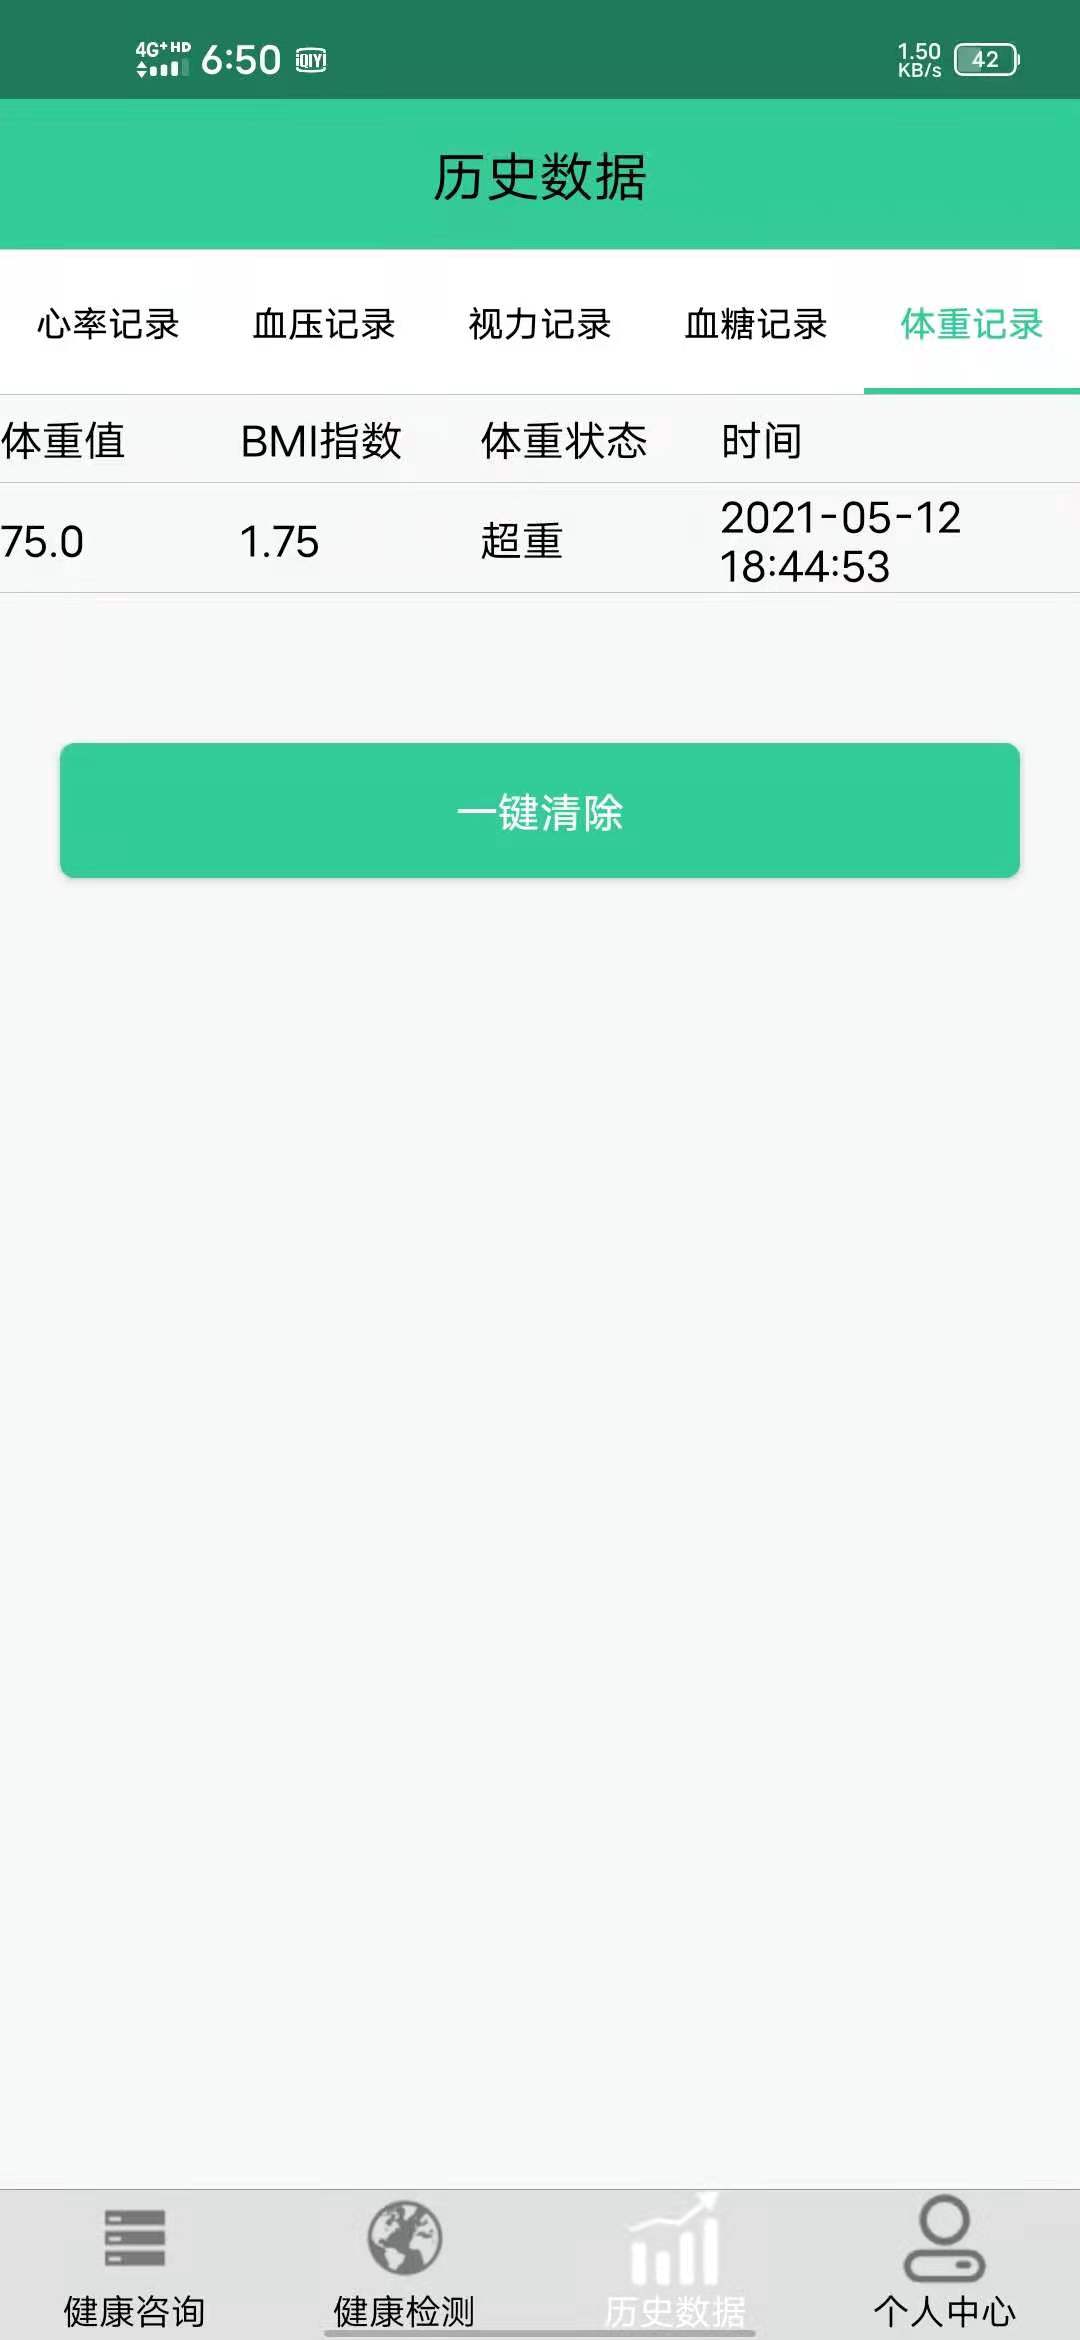 4G+ HD 6:50 iQIYI 1.50 KB/s 42
历史数据
心率记录 血压记录 视力记录 血糖记录 体重记录
体重值 BMI指数 体重状态 时间
75.0 1.75 超重 2021-05-12 18:44:53
一键清除
健康咨询 健康检测 历史数据 个人中心